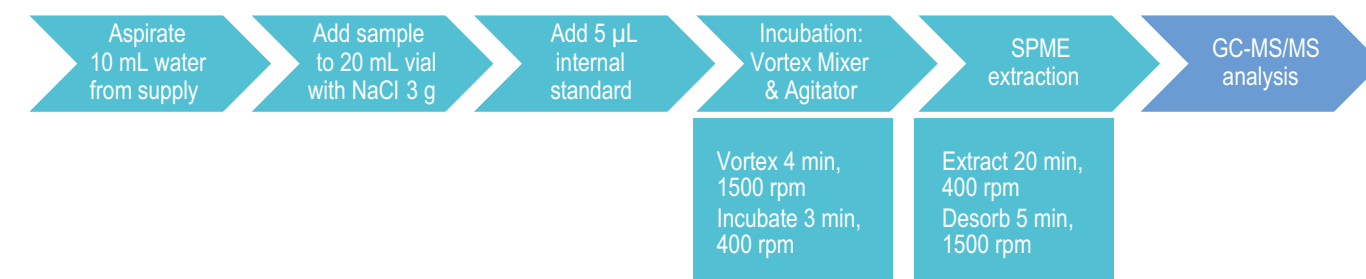 Aspirate
10 mL water
from supply
Add sample
to 20 mL vial
with NaCl 3 g
Add 5 µL
internal
standard
Incubation:
Vortex Mixer
& Agitator
SPME
extraction
GC-MS/MS
analysis
Vortex 4 min,
1500 rpm
Incubate 3 min,
400 rpm
Extract 20 min,
400 rpm
Desorb 5 min,
1500 rpm